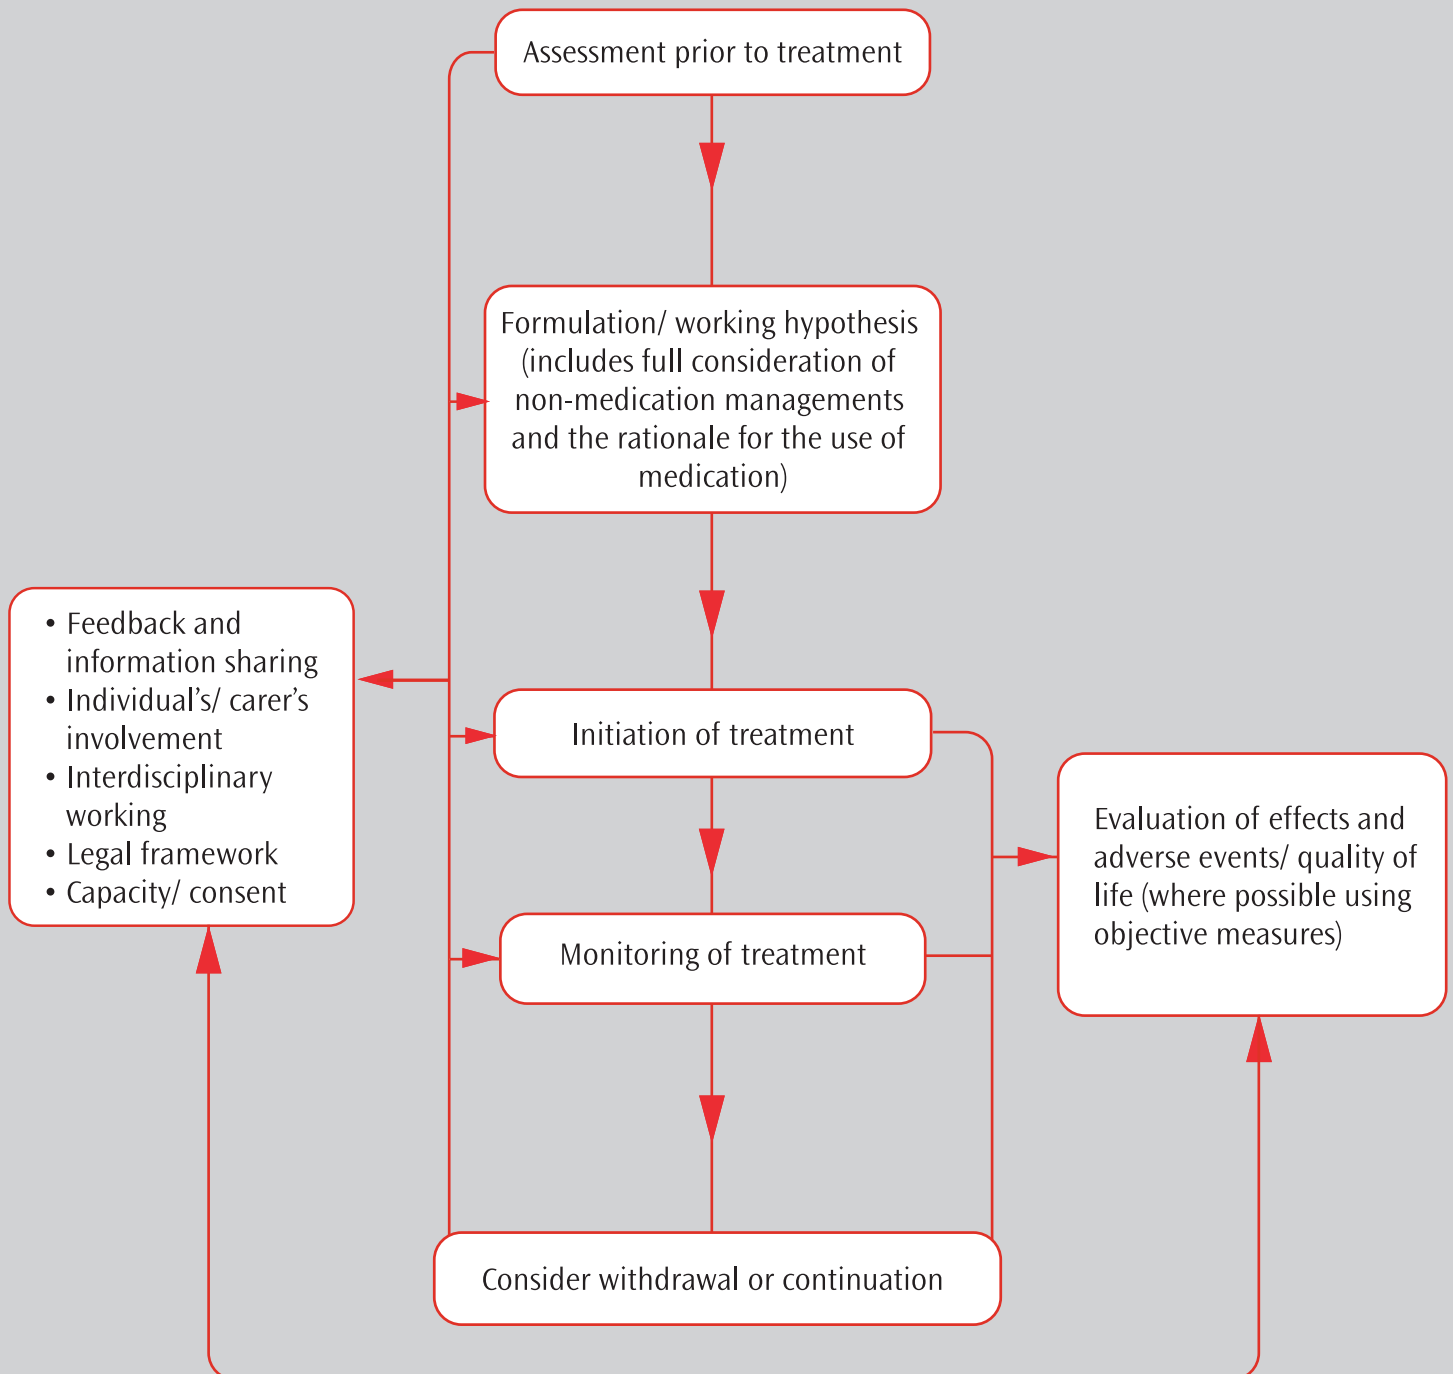 Assessment prior to treatment
Formulation/ working hypothesis
(includes full consideration of
non-medication managements
and the rationale for the use of
medication)
• Feedback and
information sharing
• Individual’s/ carer’s
involvement
• Interdisciplinary
working
• Legal framework
• Capacity/ consent
Initiation of treatment
Monitoring of treatment
Evaluation of effects and
adverse events/ quality of
life (where possible using
objective measures)
Consider withdrawal or continuation